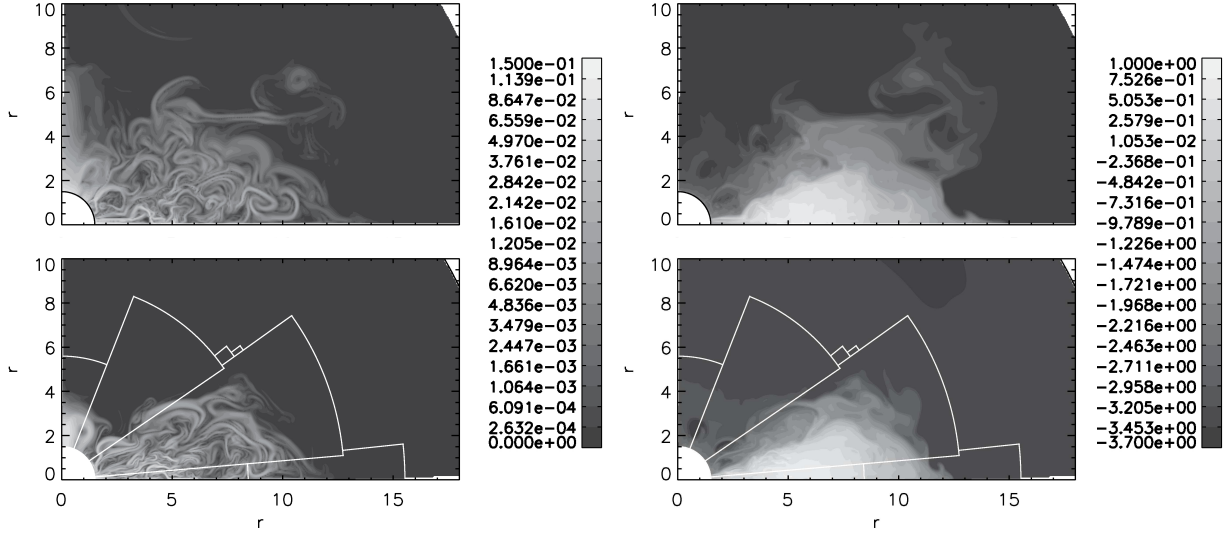 10
8
6
4
2
0
r
1.500e-01
1.139e-01
8.647e-02
6.559e-02
4.970e-02
3.761e-02
2.842e-02
2.142e-02
1.610e-02
1.205e-02
8.964e-03
6.620e-03
4.836e-03
3.479e-03
2.447e-03
1.661e-03
1.064e-03
6.091e-04
2.632e-04
0.000e+00
10
8
6
4
2
0
r
0 5 10 15
r
10
8
6
4
2
0
r
1.000e+00
7.526e-01
5.053e-01
2.579e-01
1.053e-02
-2.368e-01
-4.842e-01
-7.316e-01
-9.789e-01
-1.226e+00
-1.474e+00
-1.721e+00
-1.968e+00
-2.216e+00
-2.463e+00
-2.711e+00
-2.958e+00
-3.205e+00
-3.453e+00
-3.700e+00
10
8
6
4
2
0
r
0 5 10 15
r